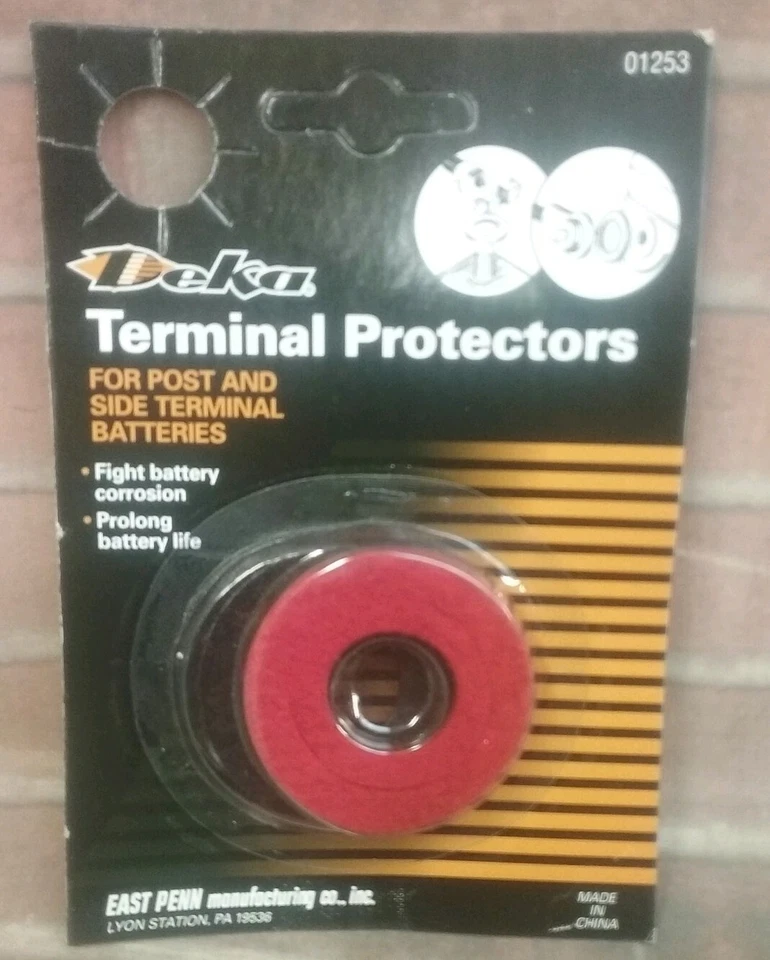 01253
Deka
Terminal Protectors
FOR POST AND
SIDE TERMINAL
BATTERIES
• Fight battery
corrosion
• Prolong
battery life
EAST PENN manufacturing co., inc.
LYON STATION, PA 19536
MADE
IN
CHINA